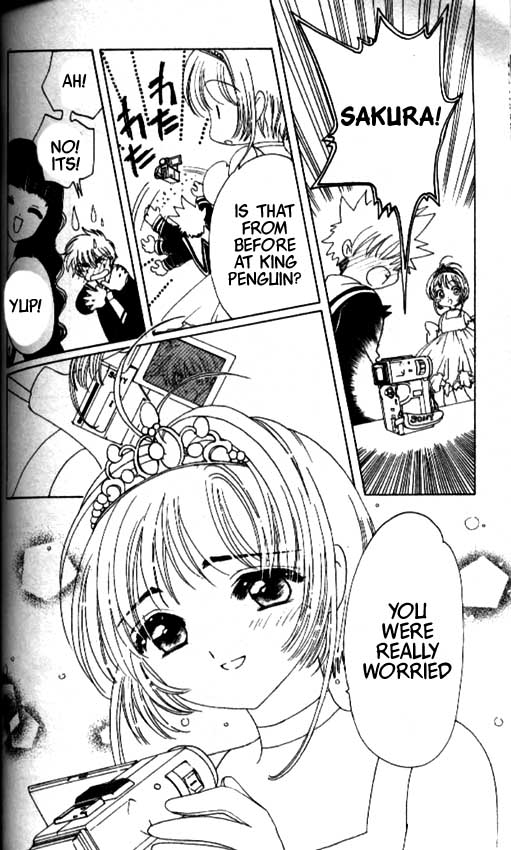 SAKURA!
わたわた
IS THAT
FROM
BEFORE
AT KING
PENGUIN?
AH!
NO!
ITS!
YUP!
SONY
YOU
WERE
REALLY
WORRIED